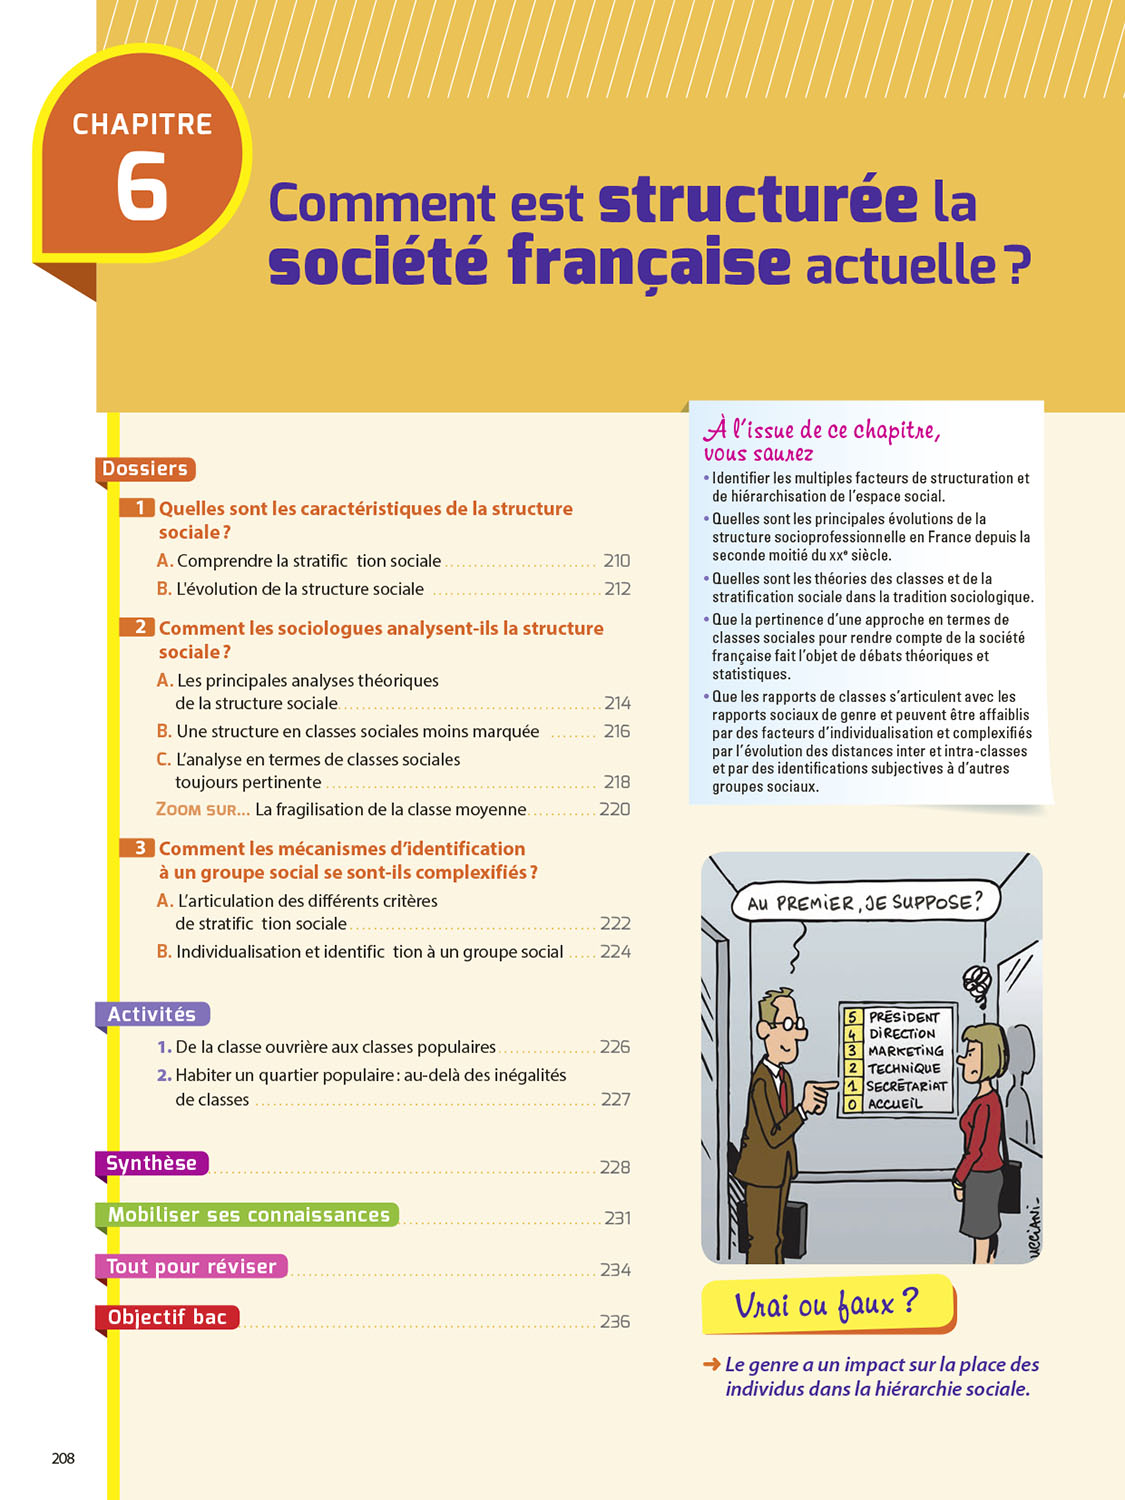 CHAPITRE
6
Comment est structurée la
société française actuelle ?
Dossiers
1 Quelles sont les caractéristiques de la structure
sociale ?
A. Comprendre la stratific tion sociale 210
B. L'évolution de la structure sociale 212
2 Comment les sociologues analysent-ils la structure
sociale ?
A. Les principales analyses théoriques
de la structure sociale 214
B. Une structure en classes sociales moins marquée 216
C. L'analyse en termes de classes sociales
toujours pertinente 218
ZOOM SUR... La fragilisation de la classe moyenne 220
3 Comment les mécanismes d'identification
à un groupe social se sont-ils complexifiés ?
A. L'articulation des différents critères
de stratific tion sociale 222
B. Individualisation et identific tion à un groupe social 224
Activités
1. De la classe ouvrière aux classes populaires 226
2. Habiter un quartier populaire : au-delà des inégalités
de classes 227
Synthèse 228
Mobiliser ses connaissances 231
Tout pour réviser 234
Objectif bac 236
À l'issue de ce chapitre,
vous saurez
• Identifier les multiples facteurs de structuration et
de hiérarchisation de l'espace social.
• Quelles sont les principales évolutions de la
structure socioprofessionnelle en France depuis la
seconde moitié du XXe siècle.
• Quelles sont les théories des classes et de la
stratification sociale dans la tradition sociologique.
• Que la pertinence d'une approche en termes de
classes sociales pour rendre compte de la société
française fait l'objet de débats théoriques et
statistiques.
• Que les rapports de classes s'articulent avec les
rapports sociaux de genre et peuvent être affaiblis
par des facteurs d'individualisation et complexifiés
par l'évolution des distances inter et intra-classes
et par des identifications subjectives à d'autres
groupes sociaux.
AU PREMIER, JE SUPPOSE ?
5 PRÉSIDENT
4 DIRECTION
3 MARKETING
2 TECHNIQUE
1 SECRÉTARIAT
0 ACCUEIL
UCCIANI
Vrai ou faux ?
➜ Le genre a un impact sur la place des
individus dans la hiérarchie sociale.
208